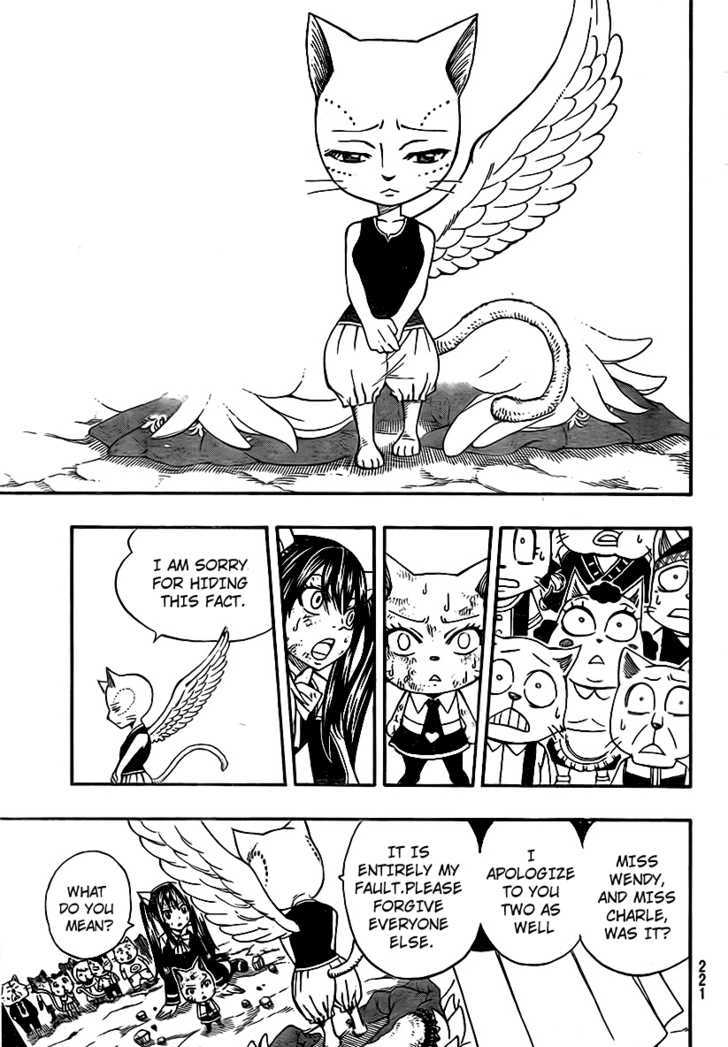 I AM SORRY
FOR HIDING
THIS FACT.
MISS
WENDY,
AND MISS
CHARLE,
WAS IT?
I
APOLOGIZE
TO YOU
TWO AS
WELL
IT IS
ENTIRELY MY
FAULT.PLEASE
FORGIVE
EVERYONE
ELSE.
WHAT
DO YOU
MEAN?
221